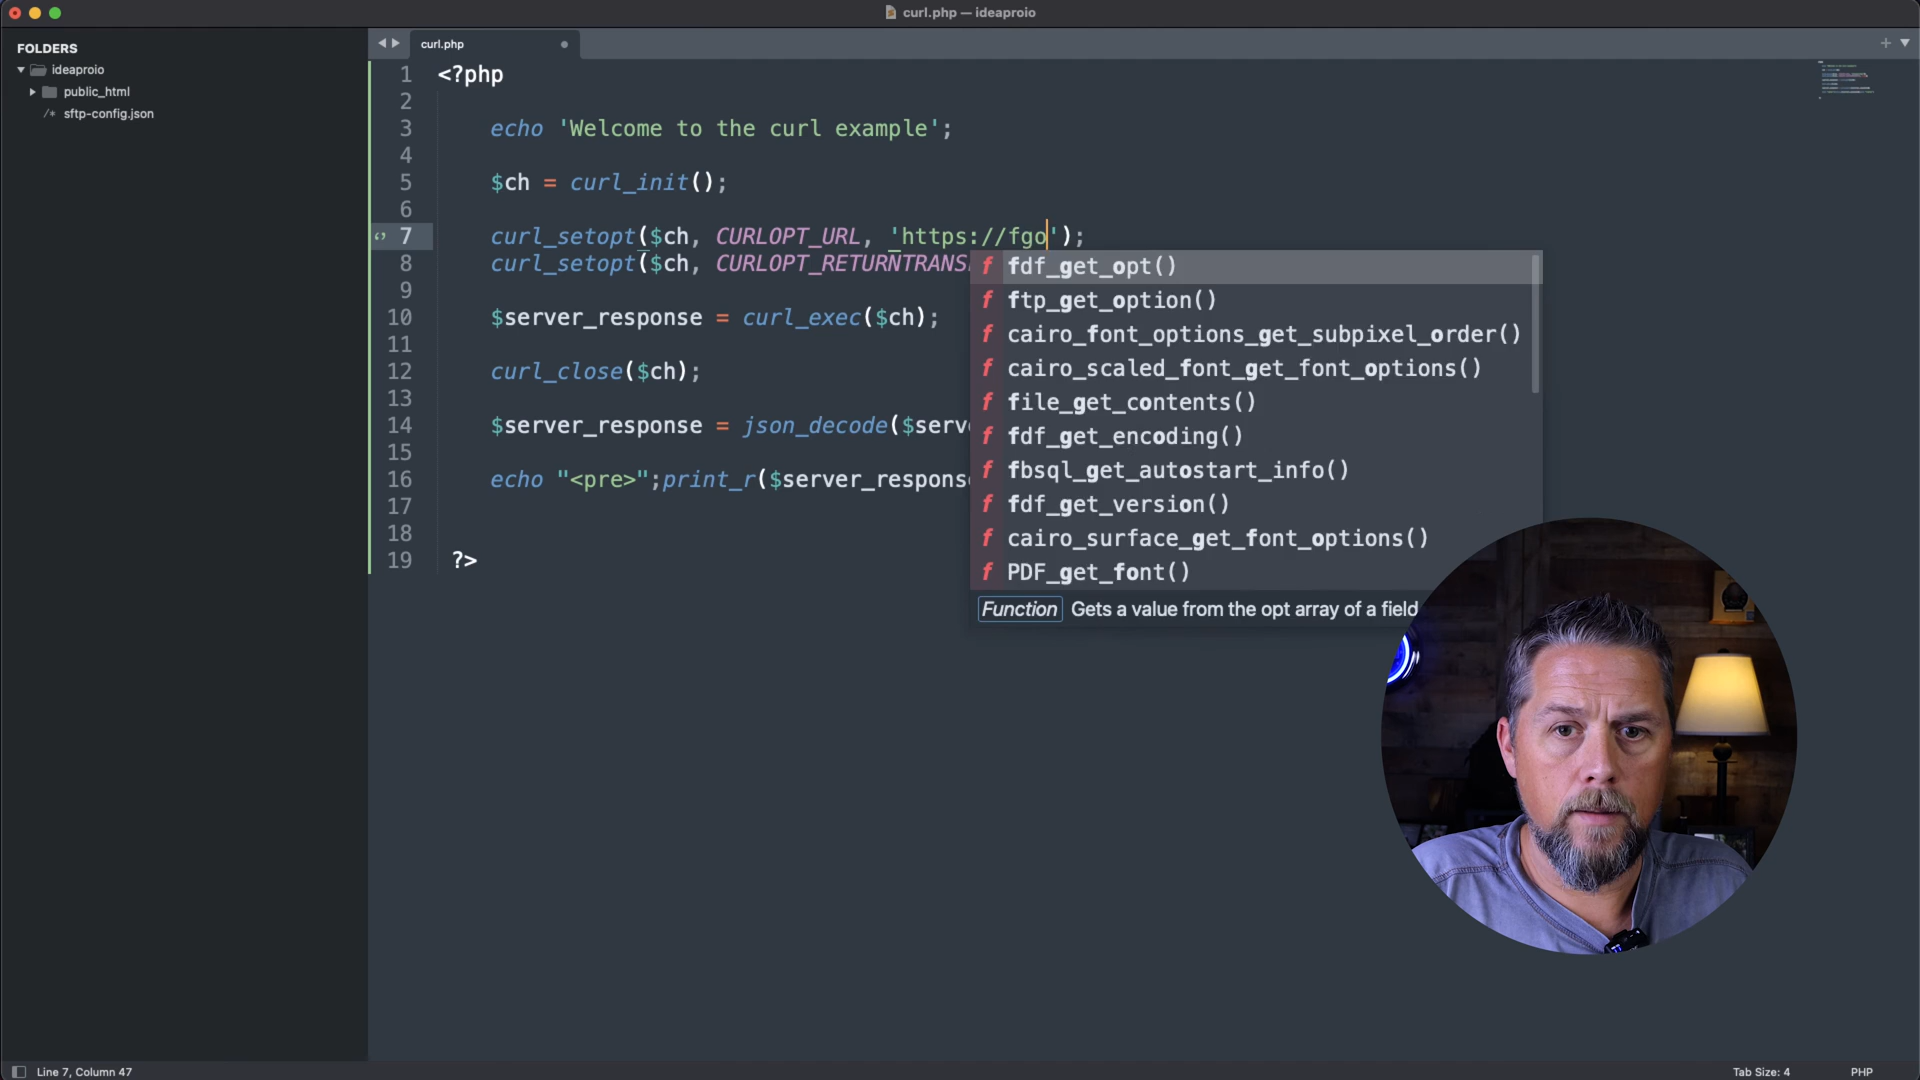 curl.php — ideaproio
FOLDERS
ideaproio
public_html
/* sftp-config.json
curl.php
1 <?php
2
3 echo 'Welcome to the curl example';
4
5 $ch = curl_init();
6
7 curl_setopt($ch, CURLOPT_URL, 'https://fgo');
8 curl_setopt($ch, CURLOPT_RETURNTRANS
9
10 $server_response = curl_exec($ch);
11
12 curl_close($ch);
13
14 $server_response = json_decode($serv
15
16 echo "<pre>";print_r($server_respons
17
18
19 ?>
f fdf_get_opt()
f ftp_get_option()
f cairo_font_options_get_subpixel_order()
f cairo_scaled_font_get_font_options()
f file_get_contents()
f fdf_get_encoding()
f fbsql_get_autostart_info()
f fdf_get_version()
f cairo_surface_get_font_options()
f PDF_get_font()
Function Gets a value from the opt array of a field
Line 7, Column 47
Tab Size: 4
PHP